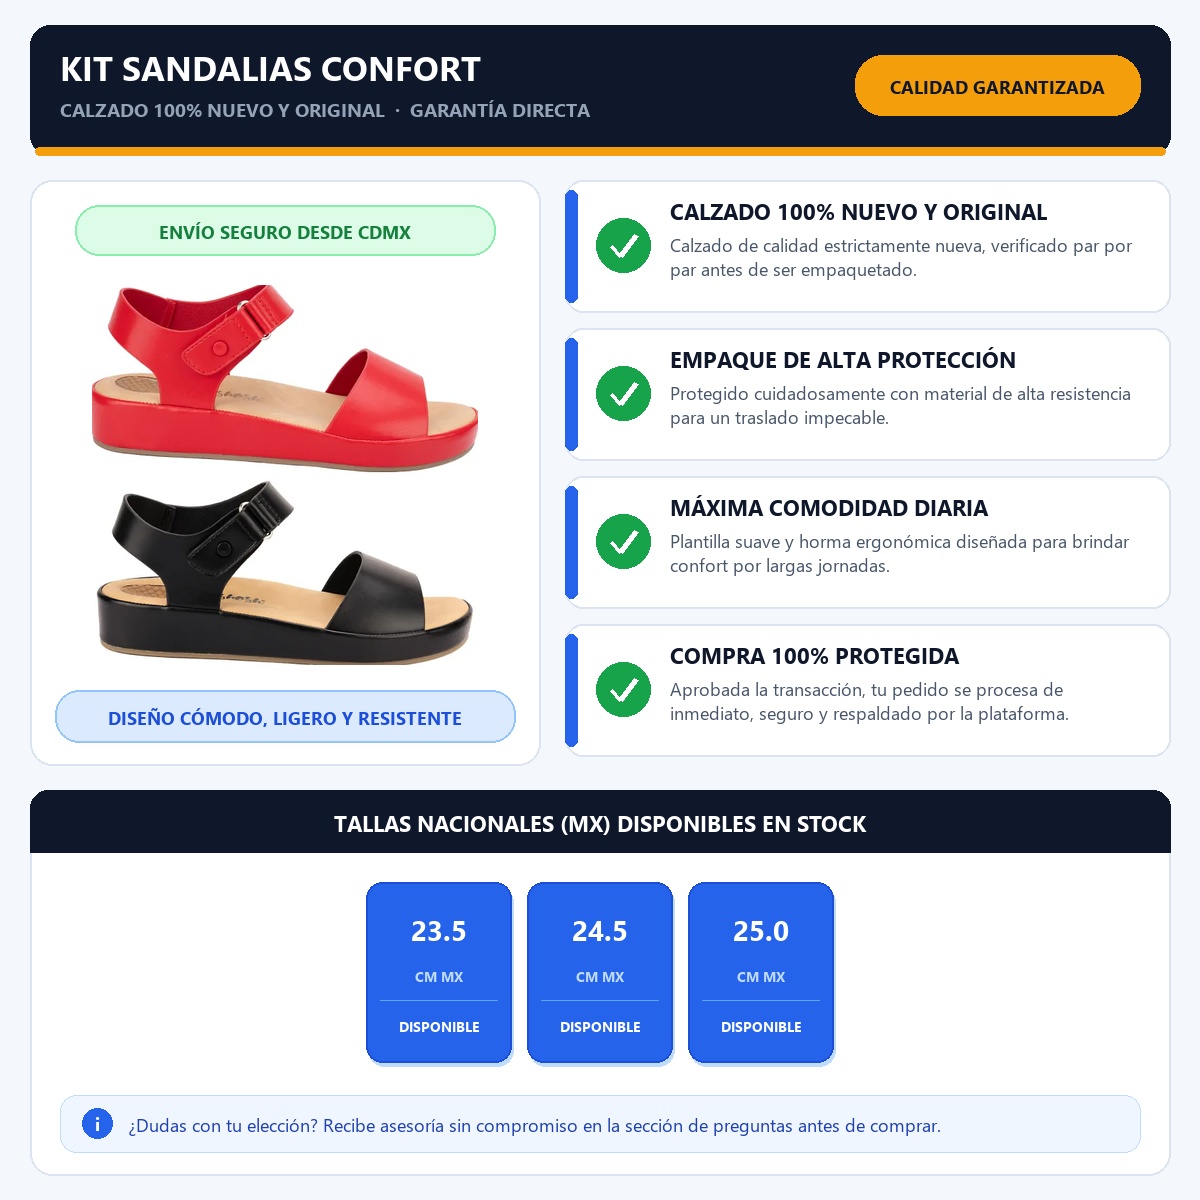 KIT SANDALIAS CONFORT
CALZADO 100% NUEVO Y ORIGINAL · GARANTÍA DIRECTA
CALIDAD GARANTIZADA
ENVÍO SEGURO DESDE CDMX
DISEÑO CÓMODO, LIGERO Y RESISTENTE
CALZADO 100% NUEVO Y ORIGINAL
Calzado de calidad estrictamente nueva, verificado par por
par antes de ser empaquetado.
EMPAQUE DE ALTA PROTECCIÓN
Protegido cuidadosamente con material de alta resistencia
para un traslado impecable.
MÁXIMA COMODIDAD DIARIA
Plantilla suave y horma ergonómica diseñada para brindar
confort por largas jornadas.
COMPRA 100% PROTEGIDA
Aprobada la transacción, tu pedido se procesa de
inmediato, seguro y respaldado por la plataforma.
TALLAS NACIONALES (MX) DISPONIBLES EN STOCK
23.5
CM MX
DISPONIBLE
24.5
CM MX
DISPONIBLE
25.0
CM MX
DISPONIBLE
¿Dudas con tu elección? Recibe asesoría sin compromiso en la sección de preguntas antes de comprar.